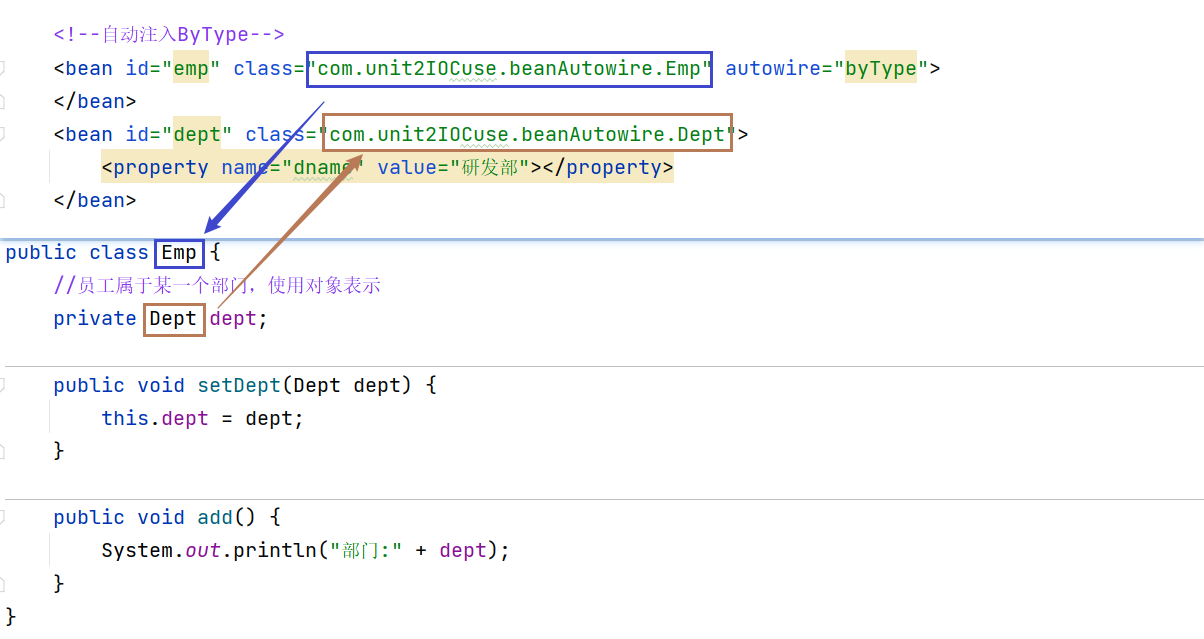 <!--自动注入ByType-->
<bean id="emp" class="com.unit2IOCuse.beanAutowire.Emp" autowire="byType">
</bean>
<bean id="dept" class="com.unit2IOCuse.beanAutowire.Dept">
<property name="dname" value="研发部"></property>
</bean>
public class Emp {
//员工属于某一个部门，使用对象表示
private Dept dept;
public void setDept(Dept dept) {
this.dept = dept;
}
public void add() {
System.out.println("部门:" + dept);
}
}